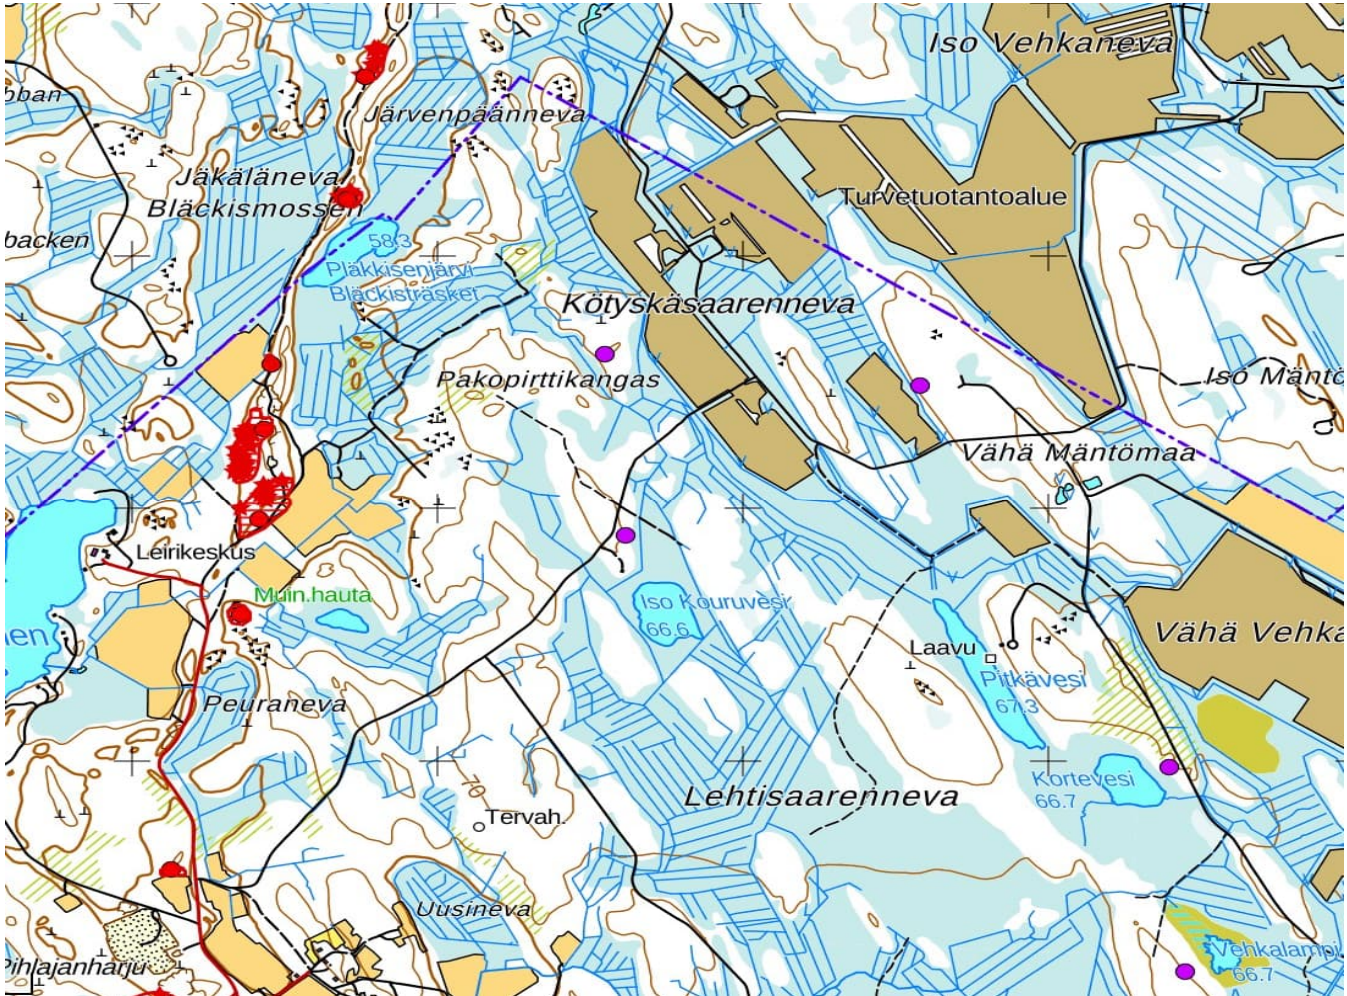 Iso Vehkaneva
bban
Järvenpäänneva
Jäkäläneva
Bläckismossen
Turvetuotantoalue
backen
58.3
Pläkkisenjärvi
Bläckisträsket
Kötyskäsaarenneva
Pakopirttikangas
Iso Mäntö
Vähä Mäntömaa
Leirikeskus
Muin.hauta
Iso Kouruvesi
66.6
Vähä Vehka
nen
Laavu
Pitkävesi
67.3
Peuraneva
Kortevesi
66.7
70
Lehtisaarenneva
Tervah.
Uusineva
Vehkalampi
66.7
Pihlajanharju